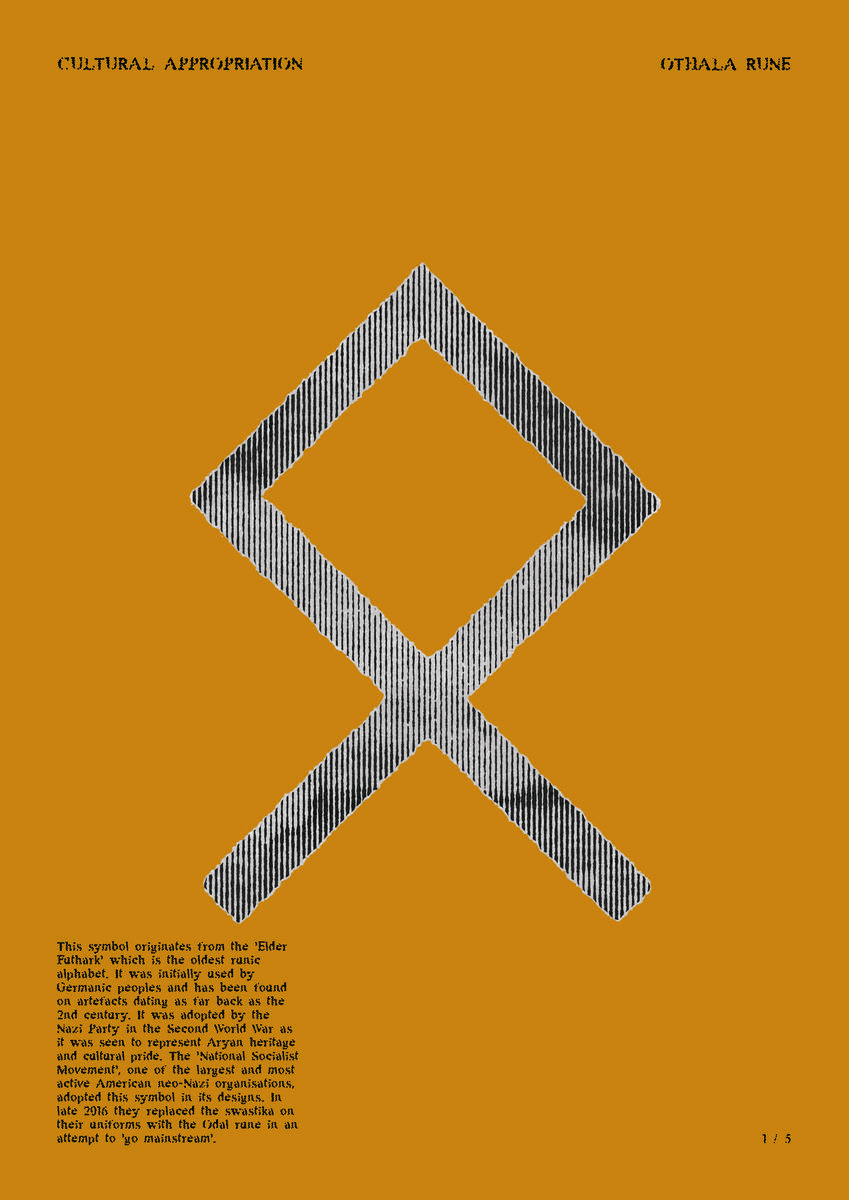 CULTURAL APPROPRIATION
OTHALA RUNE
This symbol originates from the 'Elder
Futhark' which is the oldest runic
alphabet. It was initially used by
Germanic peoples and has been found
on artefacts dating as far back as the
2nd century. It was adopted by the
Nazi Party in the Second World War as
it was seen to represent Aryan heritage
and cultural pride. The 'National Socialist
Movement', one of the largest and most
active American neo-Nazi organisations,
adopted this symbol in its designs. In
late 2016 they replaced the swastika on
their uniforms with the Odal rune in an
attempt to 'go mainstream'.
1 / 5